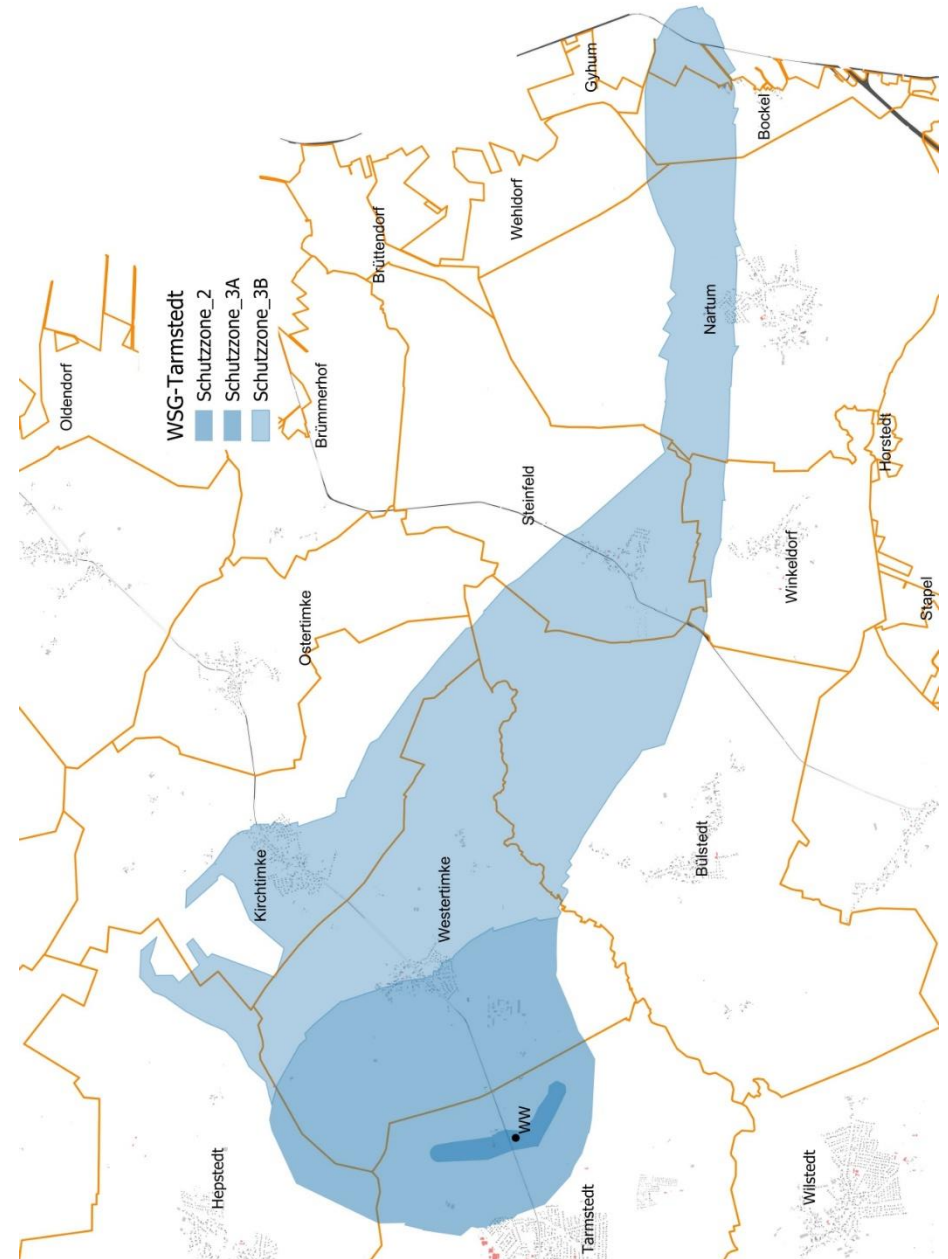 WSG-Tarmstedt
Schutzzone_2
Schutzzone_3A
Schutzzone_3B
Oldendorf
Gyhum
Bockel
Wehldorf
Brüttendorf
Brümmerhof
Nartum
Steinfeld
Horstedt
Ostertimke
Winkeldorf
Stapel
Kirchtimke
Westertimke
Bülstedt
WW
Hepstedt
Tarmstedt
Wilstedt